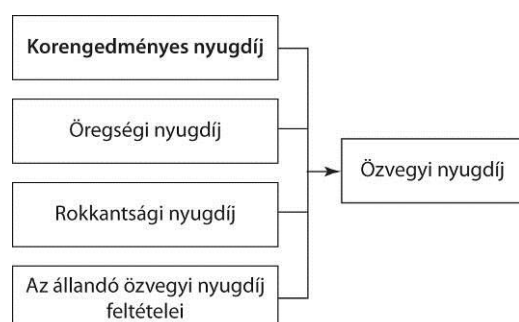 Korengedményes nyugdíj
Öregségi nyugdíj
Özvegyi nyugdíj
Rokkantsági nyugdíj
Az állandó özvegyi nyugdíj
feltételei